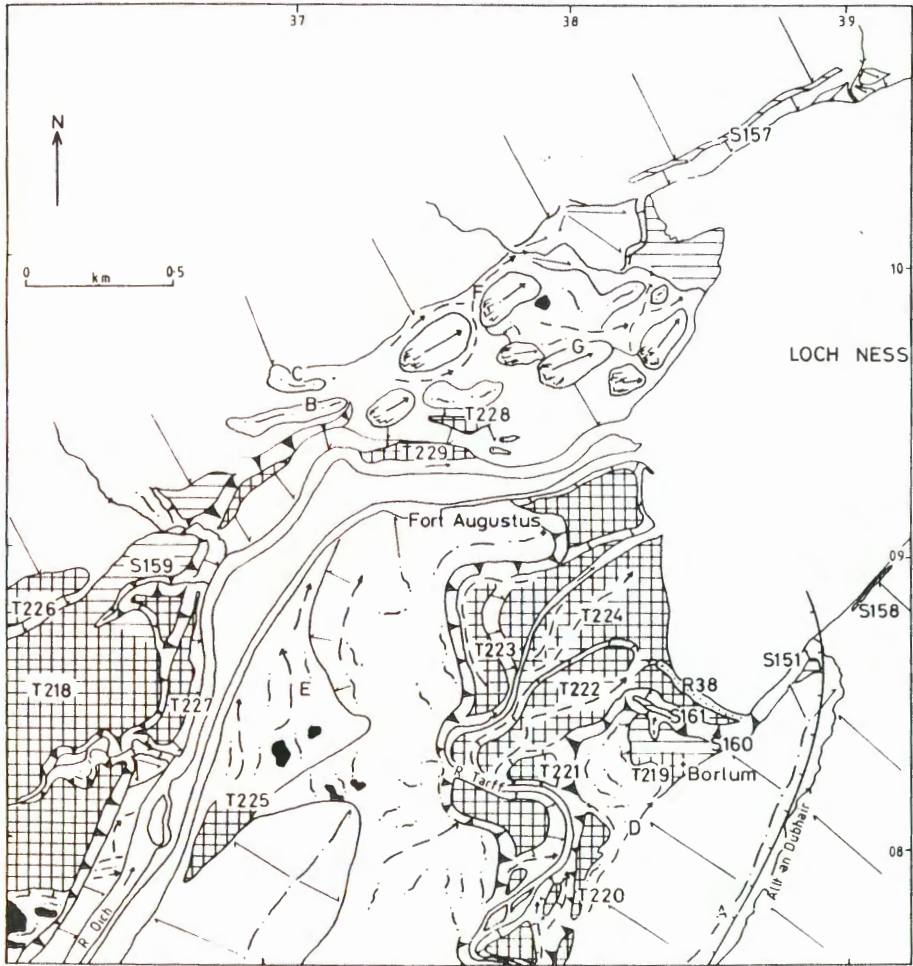 37 38 39
N
S157
0 0·5
km
10
F
LOCH NESS
G
C
B
T228
T229
Fort Augustus
09
S159
T226
S158
T224
T223
S151
T218
E
T222
R38
T227
S161
S160
R. Tarff
T221
T219 Borlum
T225
D
08
Allt an Dubhair
T220
R Oich
A